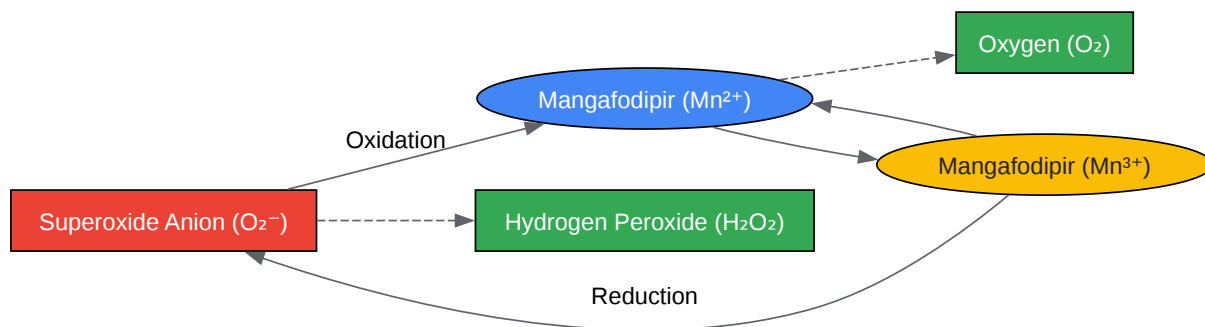 Oxygen (O₂)
Mangafodipir (Mn²⁺)
Oxidation
Mangafodipir (Mn³⁺)
Superoxide Anion (O₂⁻)
Hydrogen Peroxide (H₂O₂)
Reduction